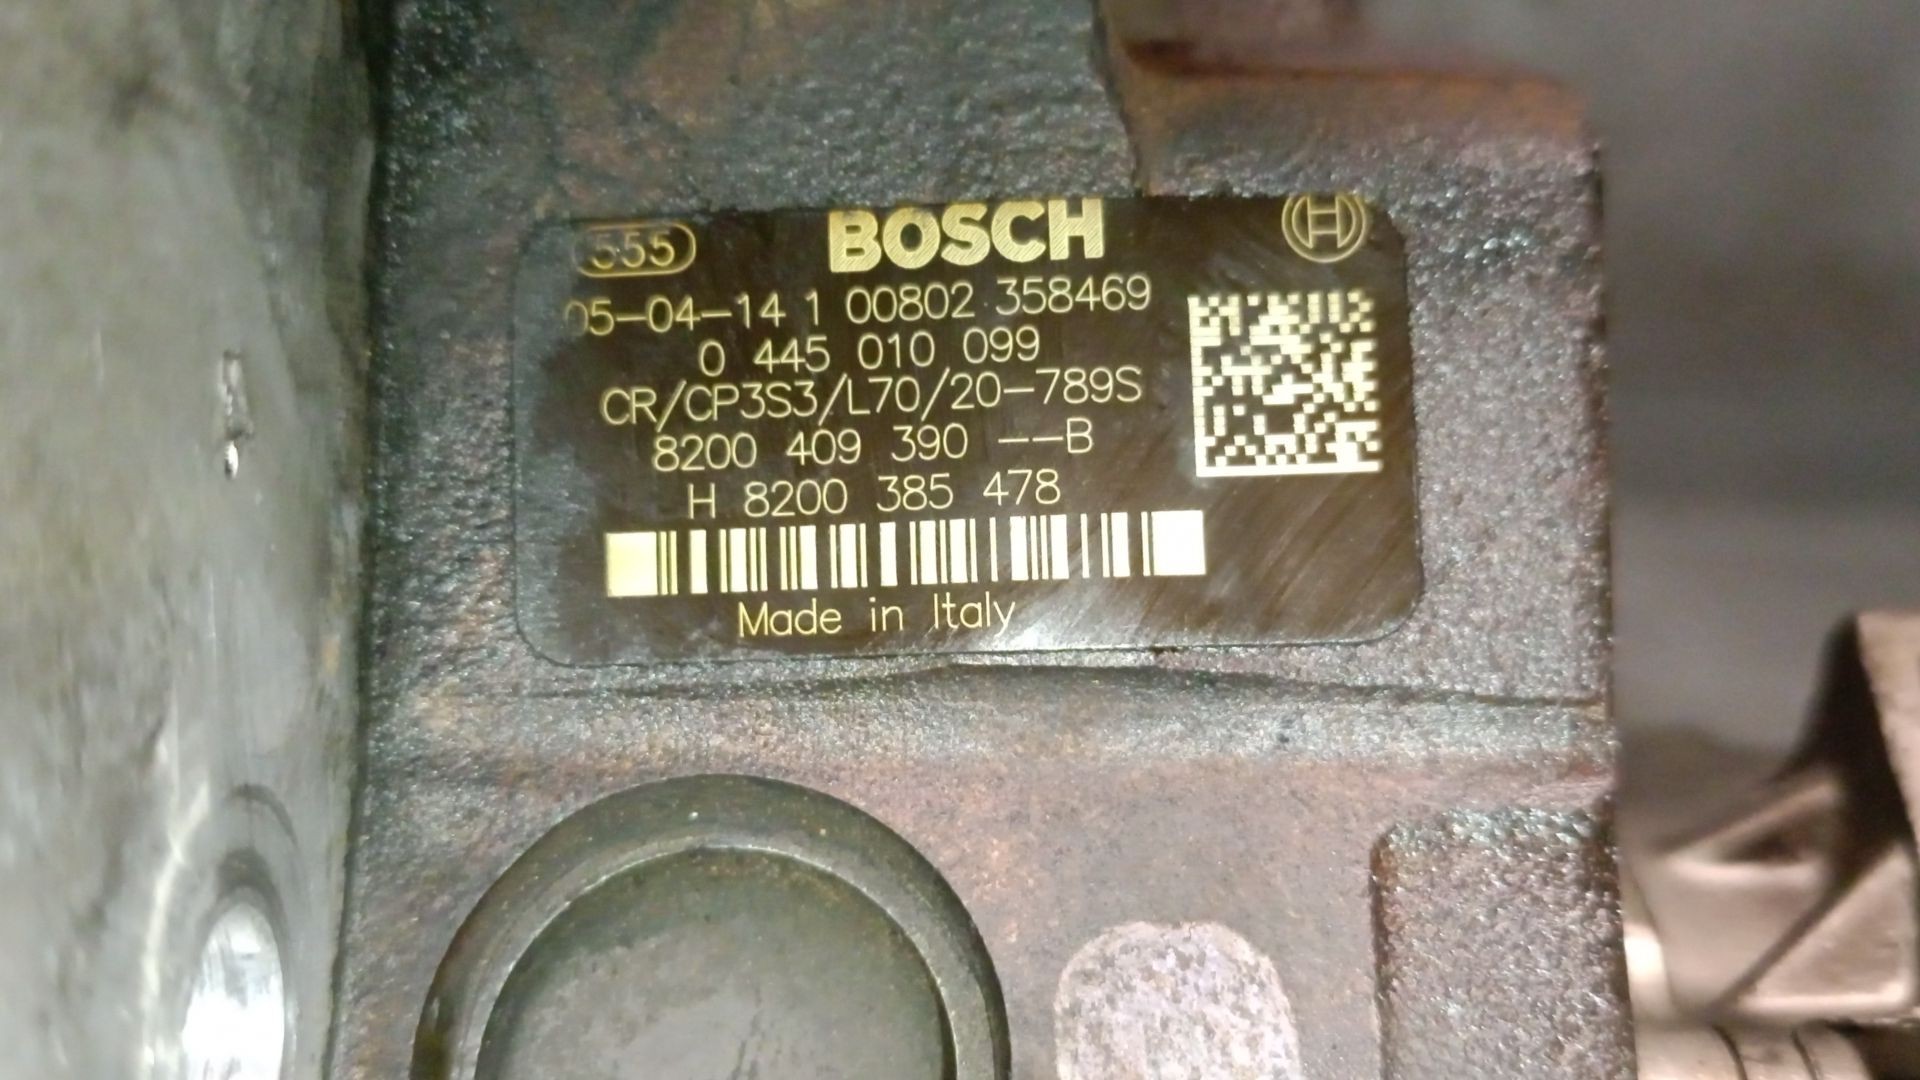 555
BOSCH
05-04-14 1 00802 358469
0 445 010 099
CR/CP3S3/L70/20-789S
8200 409 390 --B
H 8200 385 478
Made in Italy